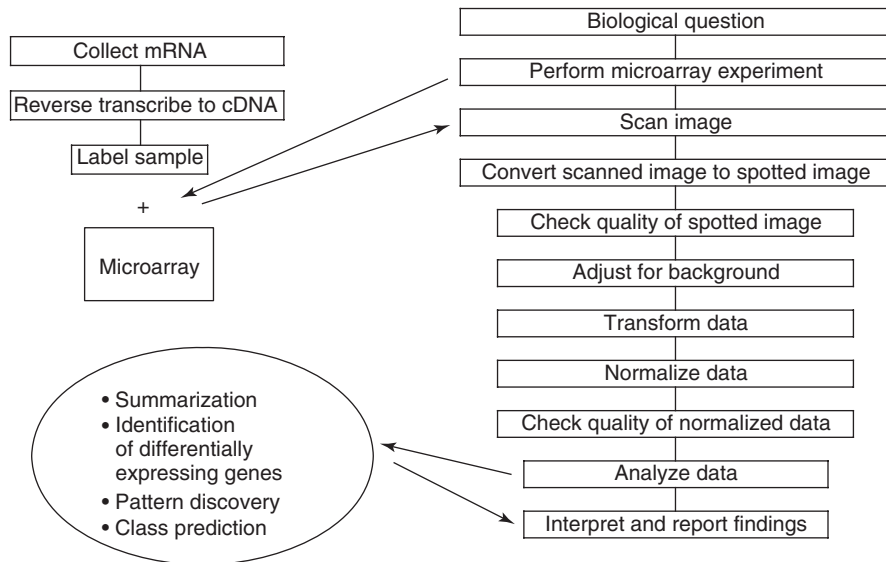 Collect mRNA
Reverse transcribe to cDNA
Label sample
+
Microarray
Biological question
Perform microarray experiment
Scan image
Convert scanned image to spotted image
Check quality of spotted image
Adjust for background
Transform data
Normalize data
Check quality of normalized data
Analyze data
Interpret and report findings
• Summarization
• Identification
of differentially
expressing genes
• Pattern discovery
• Class prediction